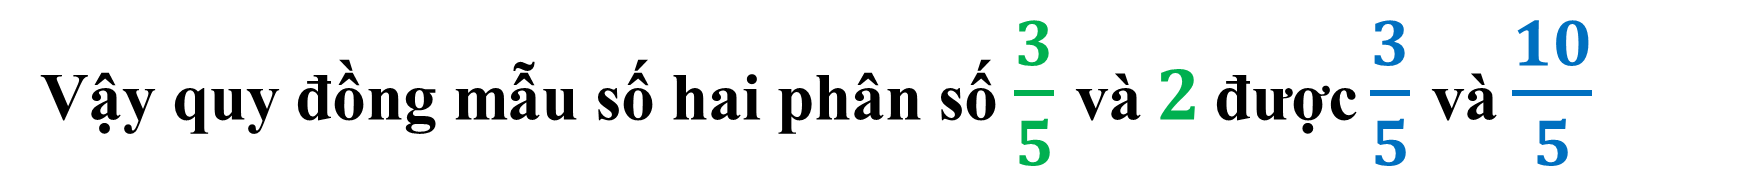 Vậy quy đồng mẫu số hai phân số 3/5 và 2 được 3/5 và 10/5